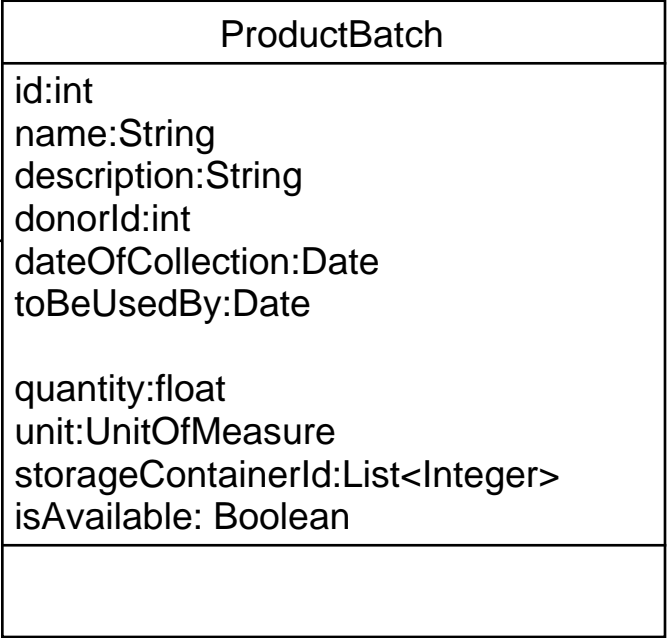 ProductBatch
id:int
name:String
description:String
donorId:int
dateOfCollection:Date
toBeUsedBy:Date
quantity:float
unit:UnitOfMeasure
storageContainerId:List<Integer>
isAvailable: Boolean